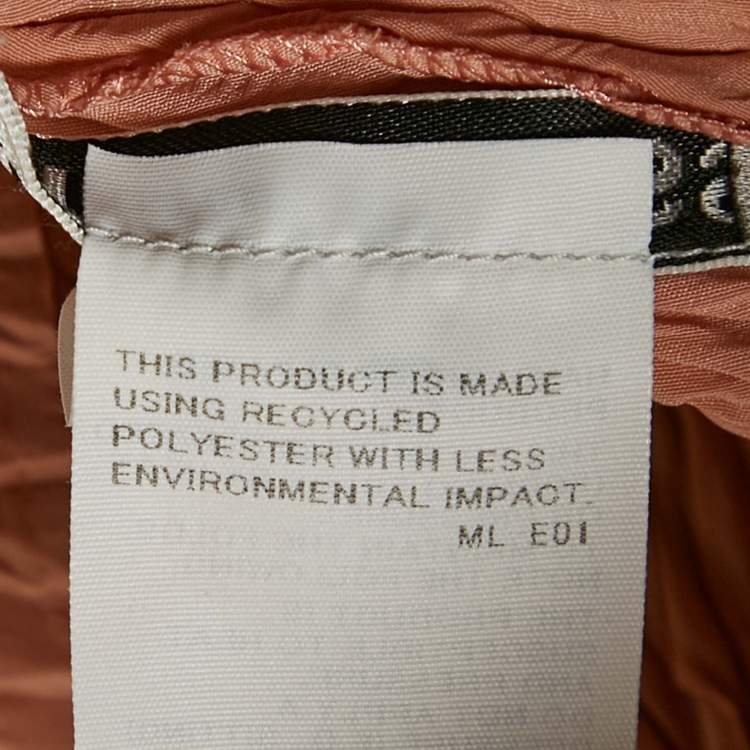 THIS PRODUCT IS MADE
USING RECYCLED
POLYESTER WITH LESS
ENVIRONMENTAL IMPACT.
ML E01